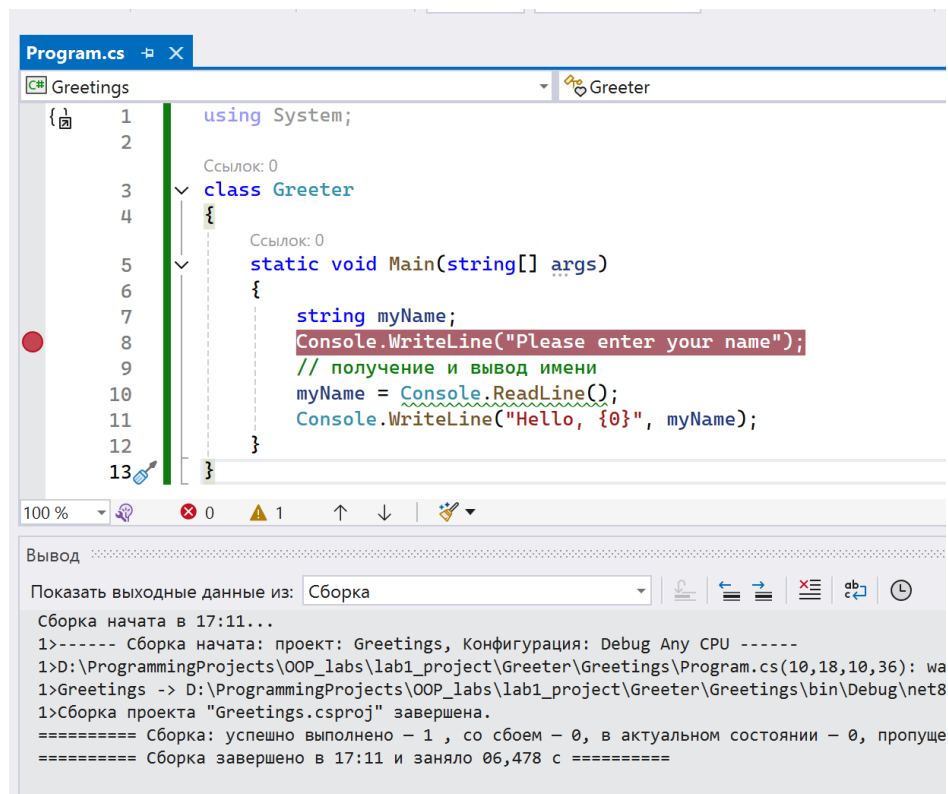 Program.cs
C# Greetings Greeter
1 using System;
2
Ссылок: 0
3 class Greeter
4 {
Ссылок: 0
5 static void Main(string[] args)
6 {
7 string myName;
8 Console.WriteLine("Please enter your name");
9 // получение и вывод имени
10 myName = Console.ReadLine();
11 Console.WriteLine("Hello, {0}", myName);
12 }
13 }
100 % 0 1
Вывод
Показать выходные данные из: Сборка
Сборка начата в 17:11...
1>------ Сборка начата: проект: Greetings, Конфигурация: Debug Any CPU ------
1>D:\ProgrammingProjects\OOP_labs\lab1_project\Greeter\Greetings\Program.cs(10,18,10,36): wa
1>Greetings -> D:\ProgrammingProjects\OOP_labs\lab1_project\Greeter\Greetings\bin\Debug\net8
1>Сборка проекта "Greetings.csproj" завершена.
========== Сборка: успешно выполнено — 1 , со сбоем — 0, в актуальном состоянии — 0, пропуще
========== Сборка завершено в 17:11 и заняло 06,478 с ==========